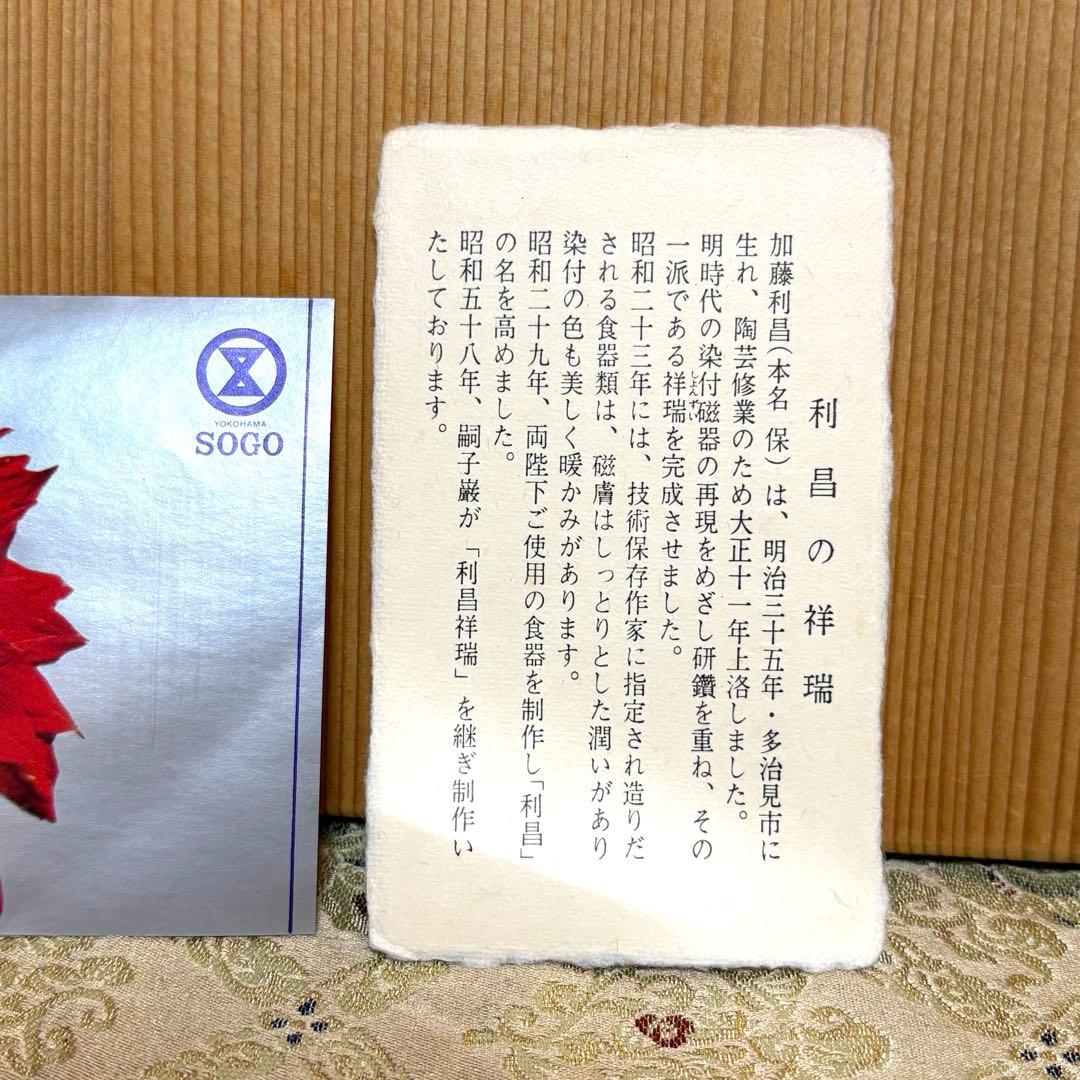 利昌の祥瑞
加藤利昌(本名 保)は、明治三十五年・多治見市に
生れ、陶芸修業のため大正十一年上洛しました。
明時代の染付磁器の再現をめざし研鑽を重ね、その
しょんずい
一派である祥瑞を完成させました。
昭和二十三年には、技術保存作家に指定され造りだ
される食器類は、磁膚はしっとりとした潤いがあり
染付の色も美しく暖かみがあります。
昭和二十九年、両陛下ご使用の食器を制作し「利昌」
の名を高めました。
昭和五十八年、嗣子巌が「利昌祥瑞」を継ぎ制作い
たしております。
YOKOHAMA
SOGO